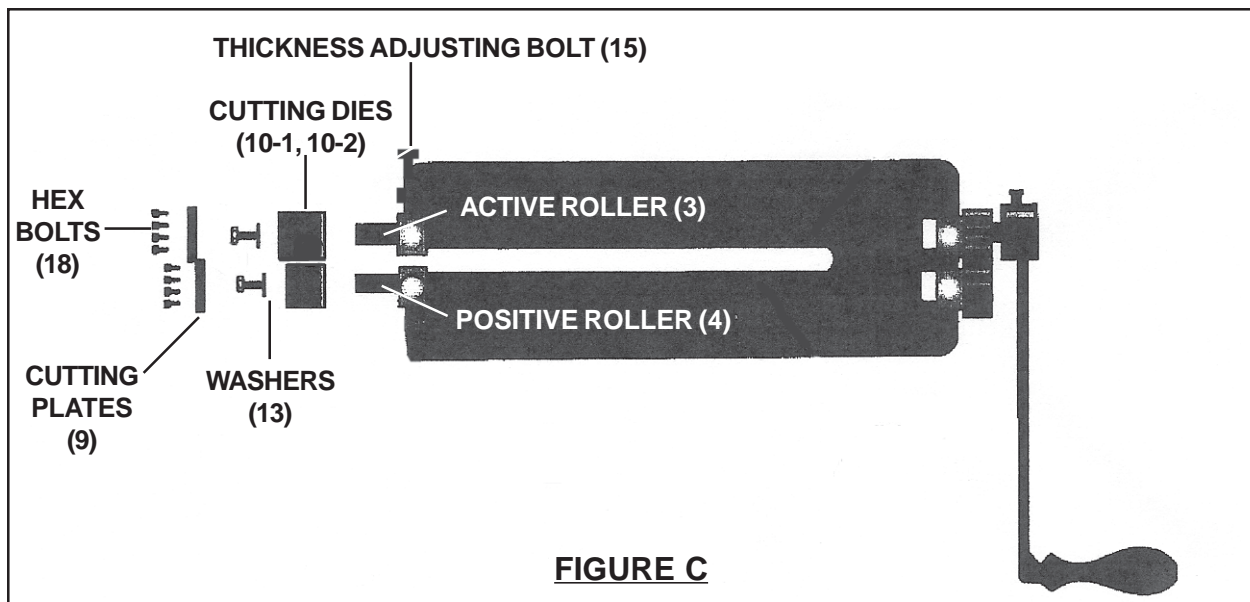 THICKNESS ADJUSTING BOLT (15)
CUTTING DIES
(10-1, 10-2)
HEX
BOLTS
(18)
ACTIVE ROLLER (3)
POSITIVE ROLLER (4)
CUTTING
PLATES
(9)
WASHERS
(13)
FIGURE C